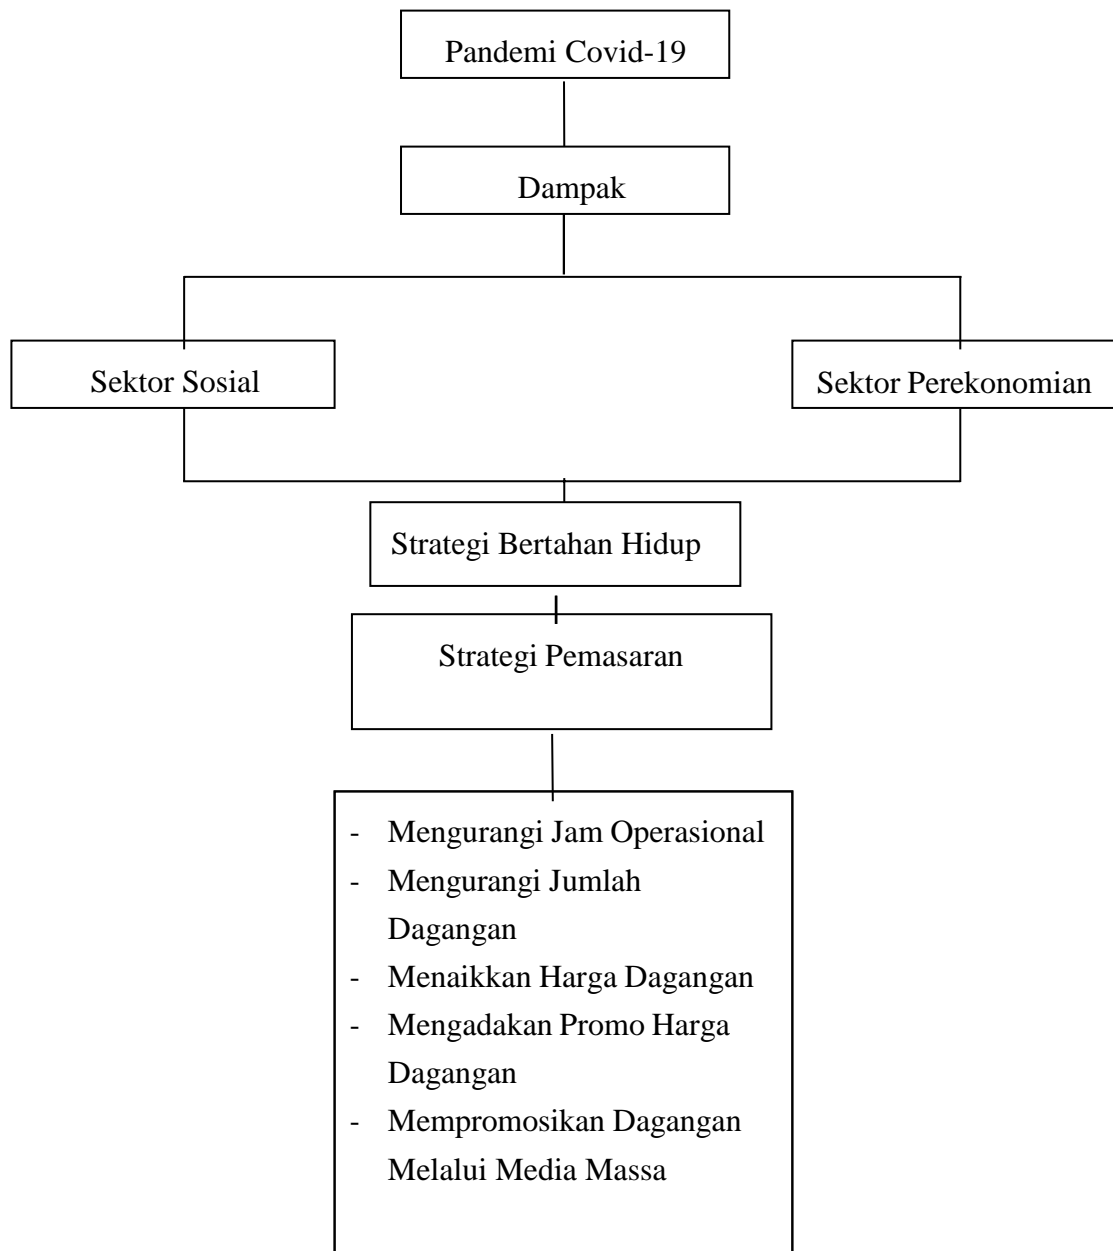 Pandemi Covid-19
Dampak
Sektor Sosial
Sektor Perekonomian
Strategi Bertahan Hidup
Strategi Pemasaran
- Mengurangi Jam Operasional
- Mengurangi Jumlah
Dagangan
- Menaikkan Harga Dagangan
- Mengadakan Promo Harga
Dagangan
- Mempromosikan Dagangan
Melalui Media Massa